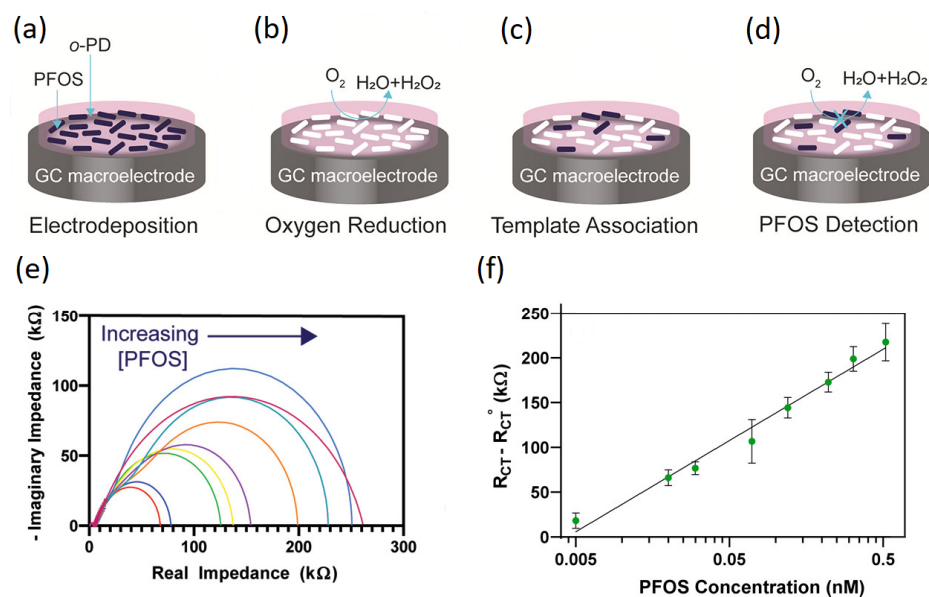 (a)
o-PD
PFOS
GC macroelectrode
Electrodeposition
(b)
O₂
H₂O+H₂O₂
GC macroelectrode
Oxygen Reduction
(c)
GC macroelectrode
Template Association
(d)
O₂
H₂O+H₂O₂
GC macroelectrode
PFOS Detection
(e)
- Imaginary Impedance (kΩ)
150
100
50
0
Increasing
[PFOS]
0
100
200
300
Real Impedance (kΩ)
(f)
R_CT - R_CT° (kΩ)
250
200
150
100
50
0
0.005
0.05
0.5
PFOS Concentration (nM)